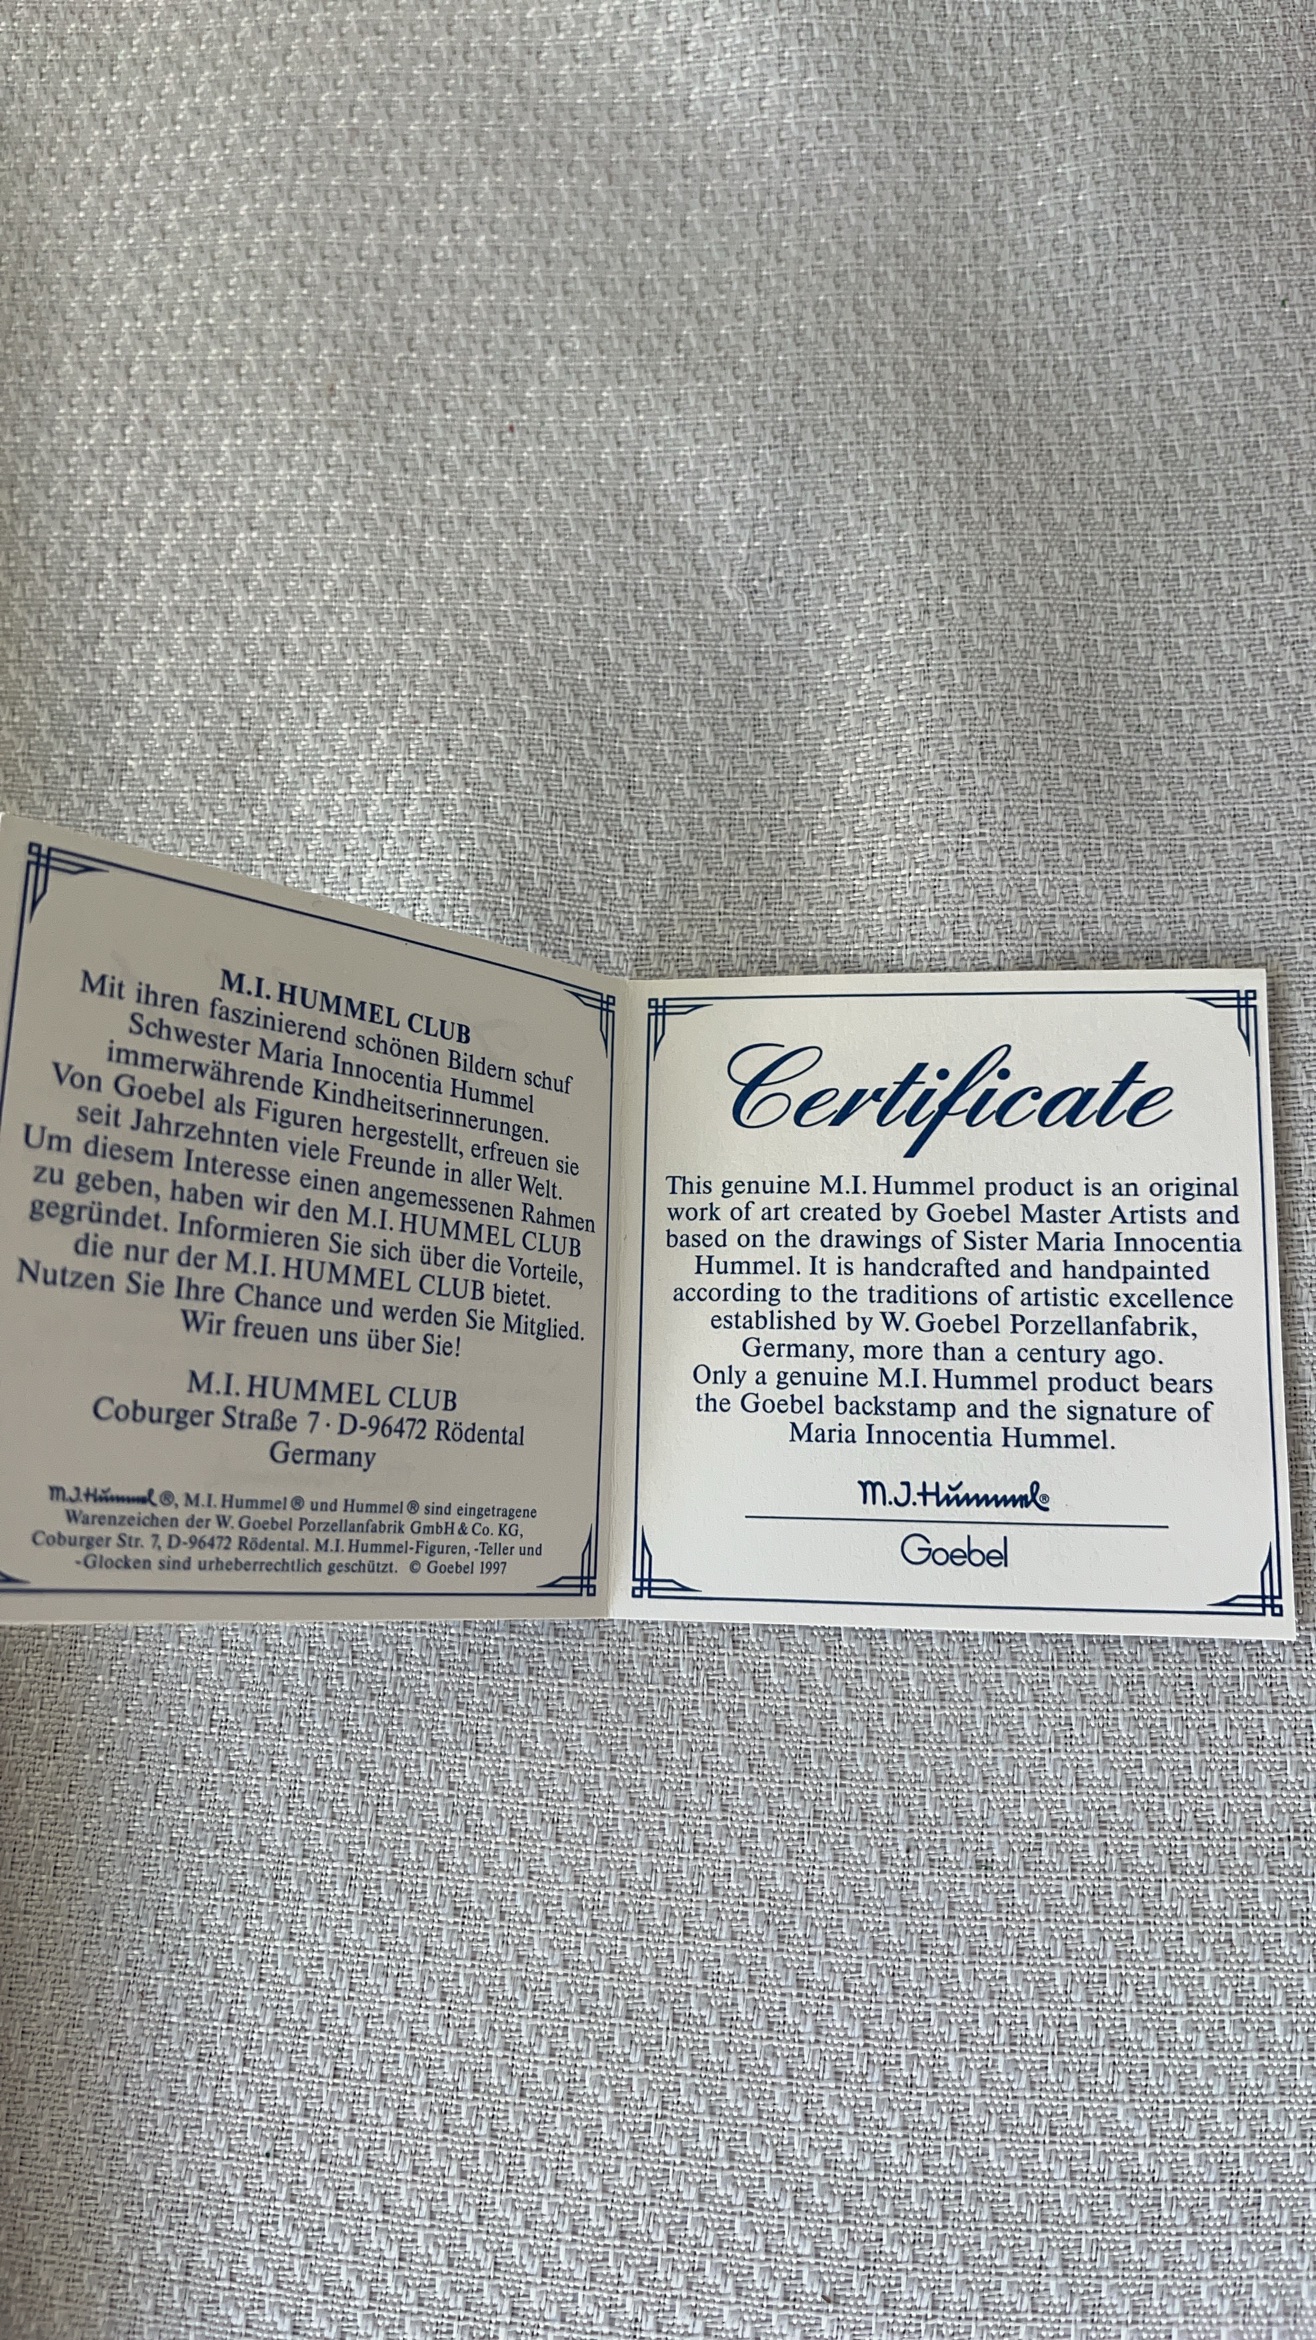 M.I. HUMMEL CLUB
Mit ihren faszinierend schönen Bildern schuf
Schwester Maria Innocentia Hummel
immerwährende Kindheitserinnerungen.
Von Goebel als Figuren hergestellt, erfreuen sie
seit Jahrzehnten viele Freunde in aller Welt.
Um diesem Interesse einen angemessenen Rahmen
zu geben, haben wir den M.I. HUMMEL CLUB
gegründet. Informieren Sie sich über die Vorteile,
die nur der M.I. HUMMEL CLUB bietet.
Nutzen Sie Ihre Chance und werden Sie Mitglied.
Wir freuen uns über Sie!
M.I. HUMMEL CLUB
Coburger Straße 7 · D-96472 Rödental
Germany
M.J.Hummel®, M.I. Hummel® und Hummel® sind eingetragene
Warenzeichen der W. Goebel Porzellanfabrik GmbH & Co. KG,
Coburger Str. 7, D-96472 Rödental. M.I. Hummel-Figuren, -Teller und
-Glocken sind urheberrechtlich geschützt. © Goebel 1997
Certificate
This genuine M.I. Hummel product is an original
work of art created by Goebel Master Artists and
based on the drawings of Sister Maria Innocentia
Hummel. It is handcrafted and handpainted
according to the traditions of artistic excellence
established by W. Goebel Porzellanfabrik,
Germany, more than a century ago.
Only a genuine M.I. Hummel product bears
the Goebel backstamp and the signature of
Maria Innocentia Hummel.
M.J.Hummel®
Goebel